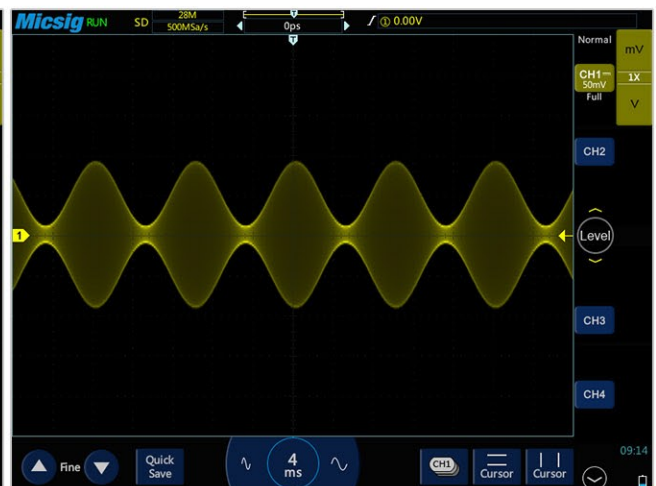 Micsig RUN SD 28M 500MSa/s T 0ps ① 0.00V
T
Normal
mV
CH1
50mV
Full
1X
V
CH2
1
Level
CH3
CH4
Fine
Quick
Save
4
ms
CH1
Cursor
Cursor
09:14